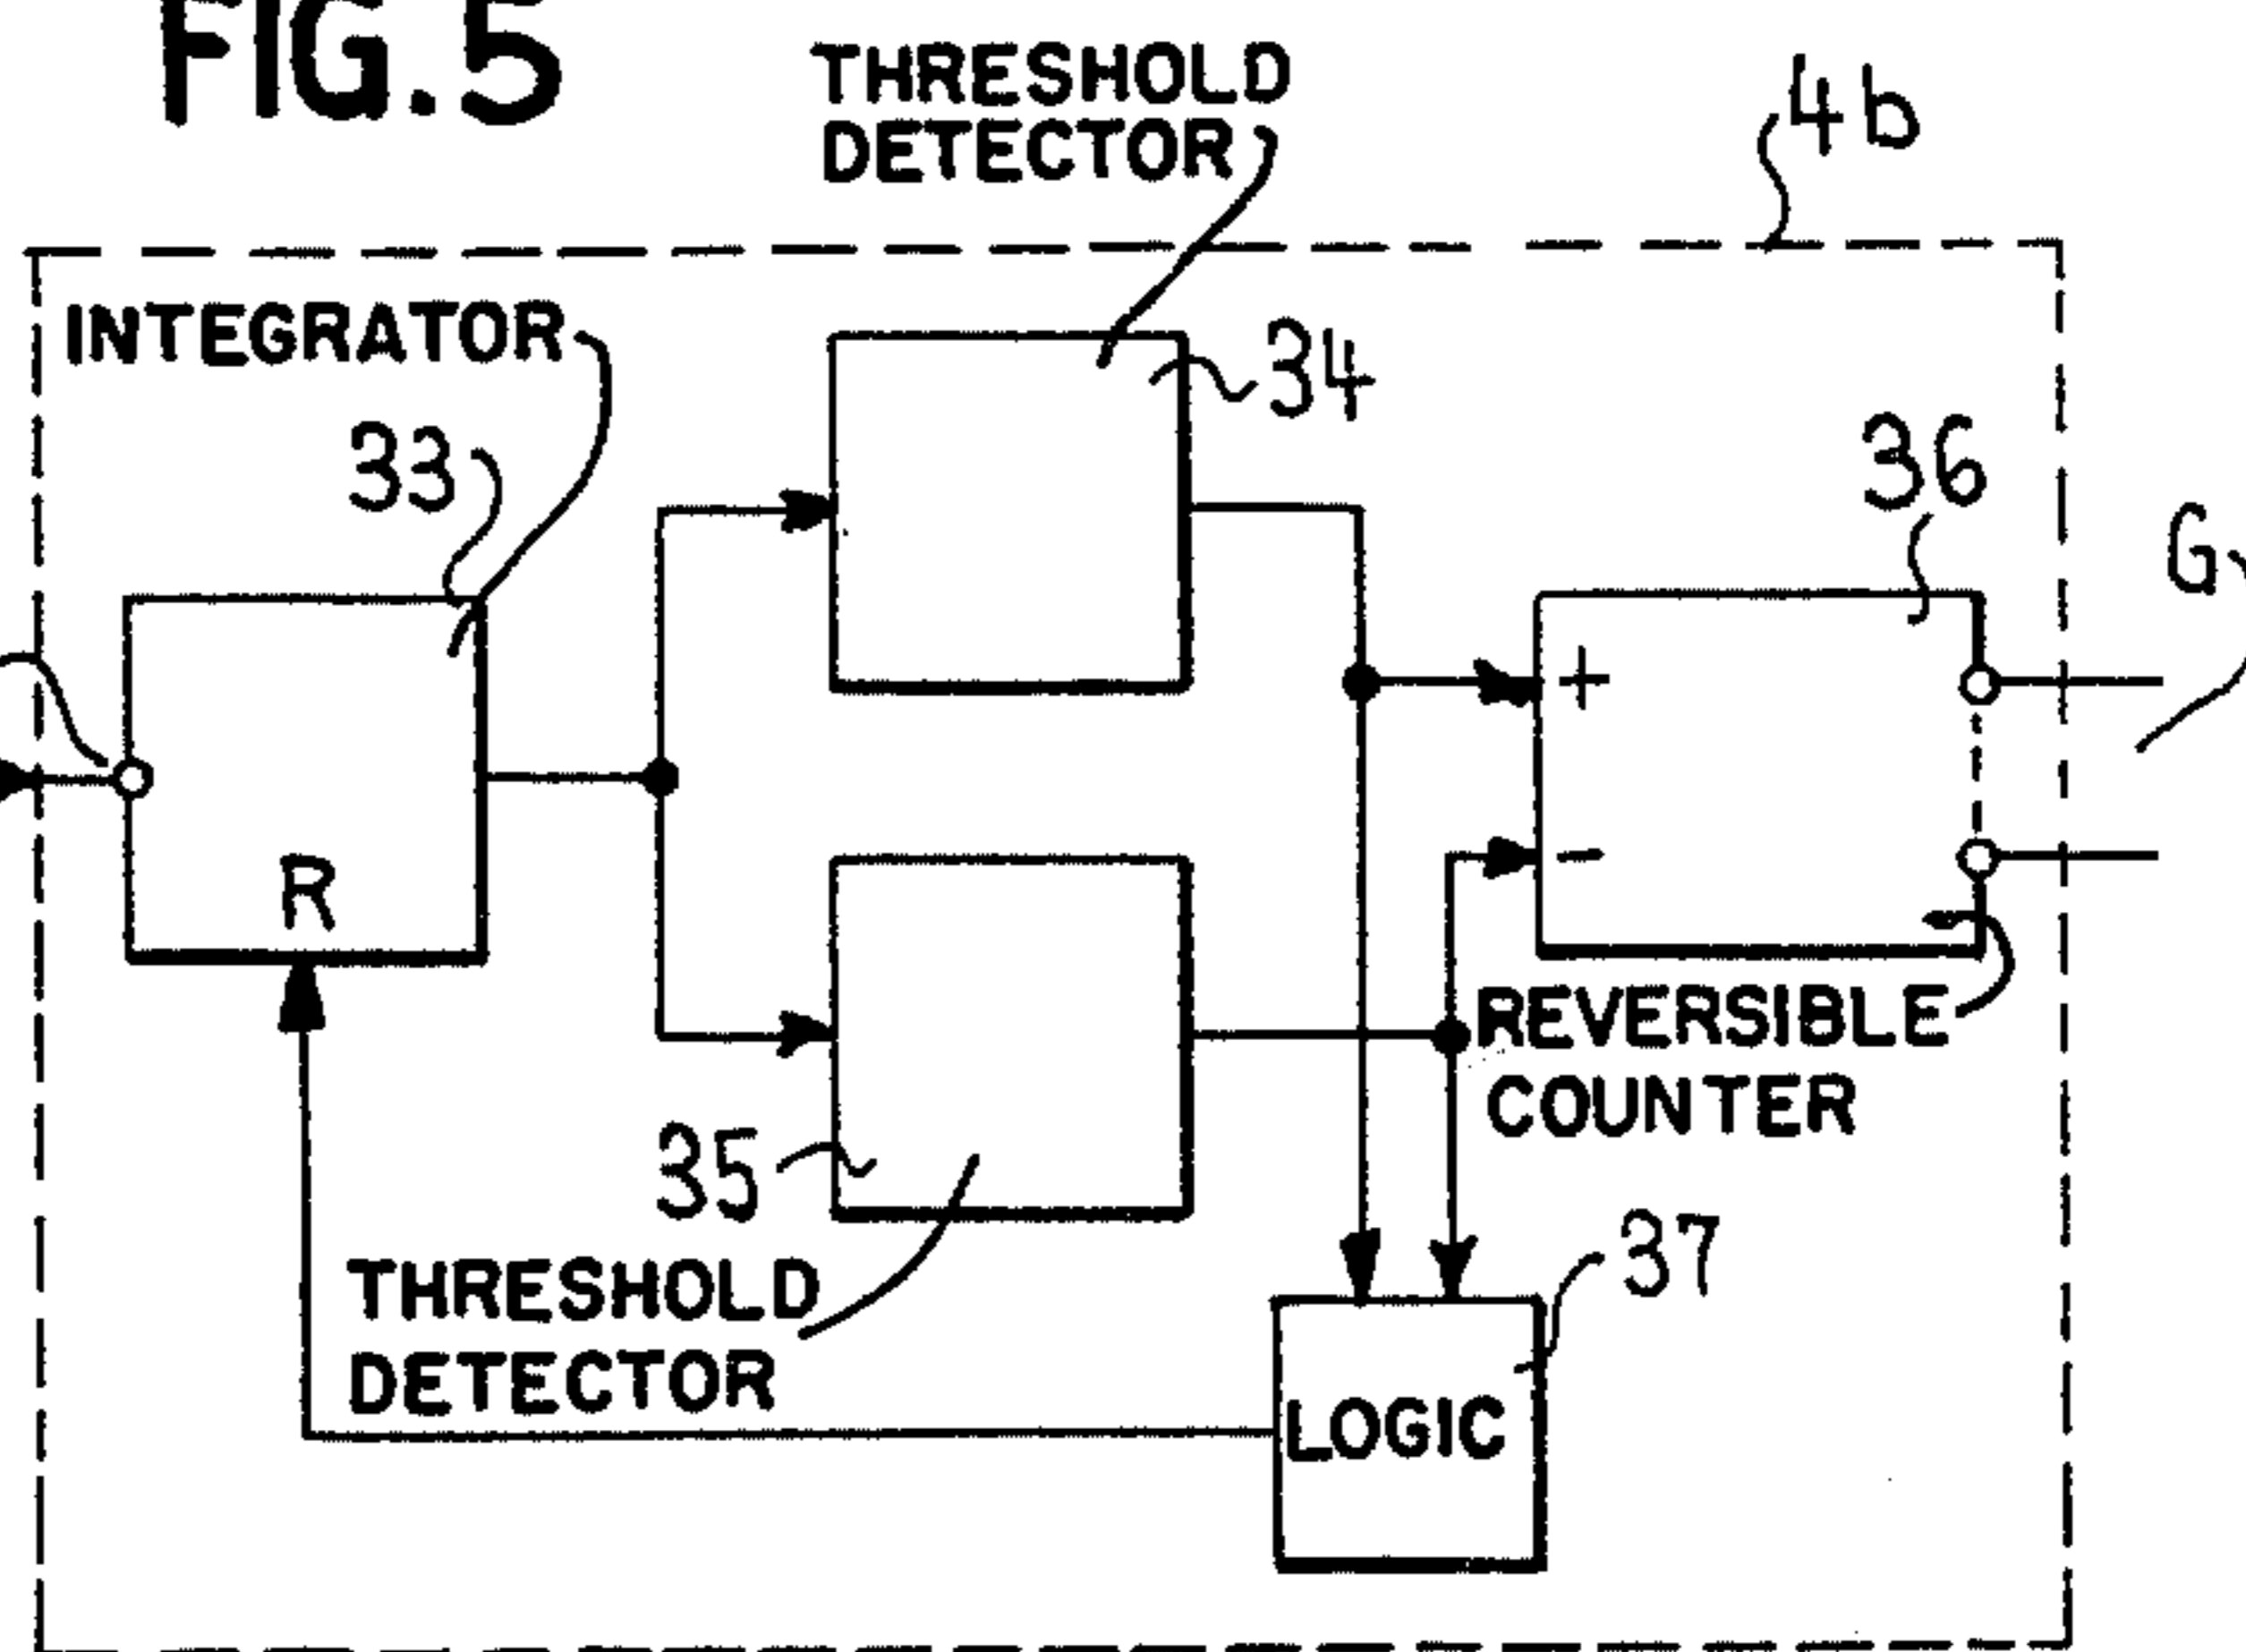 FIG.5
THRESHOLD
DETECTOR
4b
INTEGRATOR
33
34
36
G
+
-
R
REVERSIBLE
COUNTER
35
THRESHOLD
DETECTOR
37
LOGIC